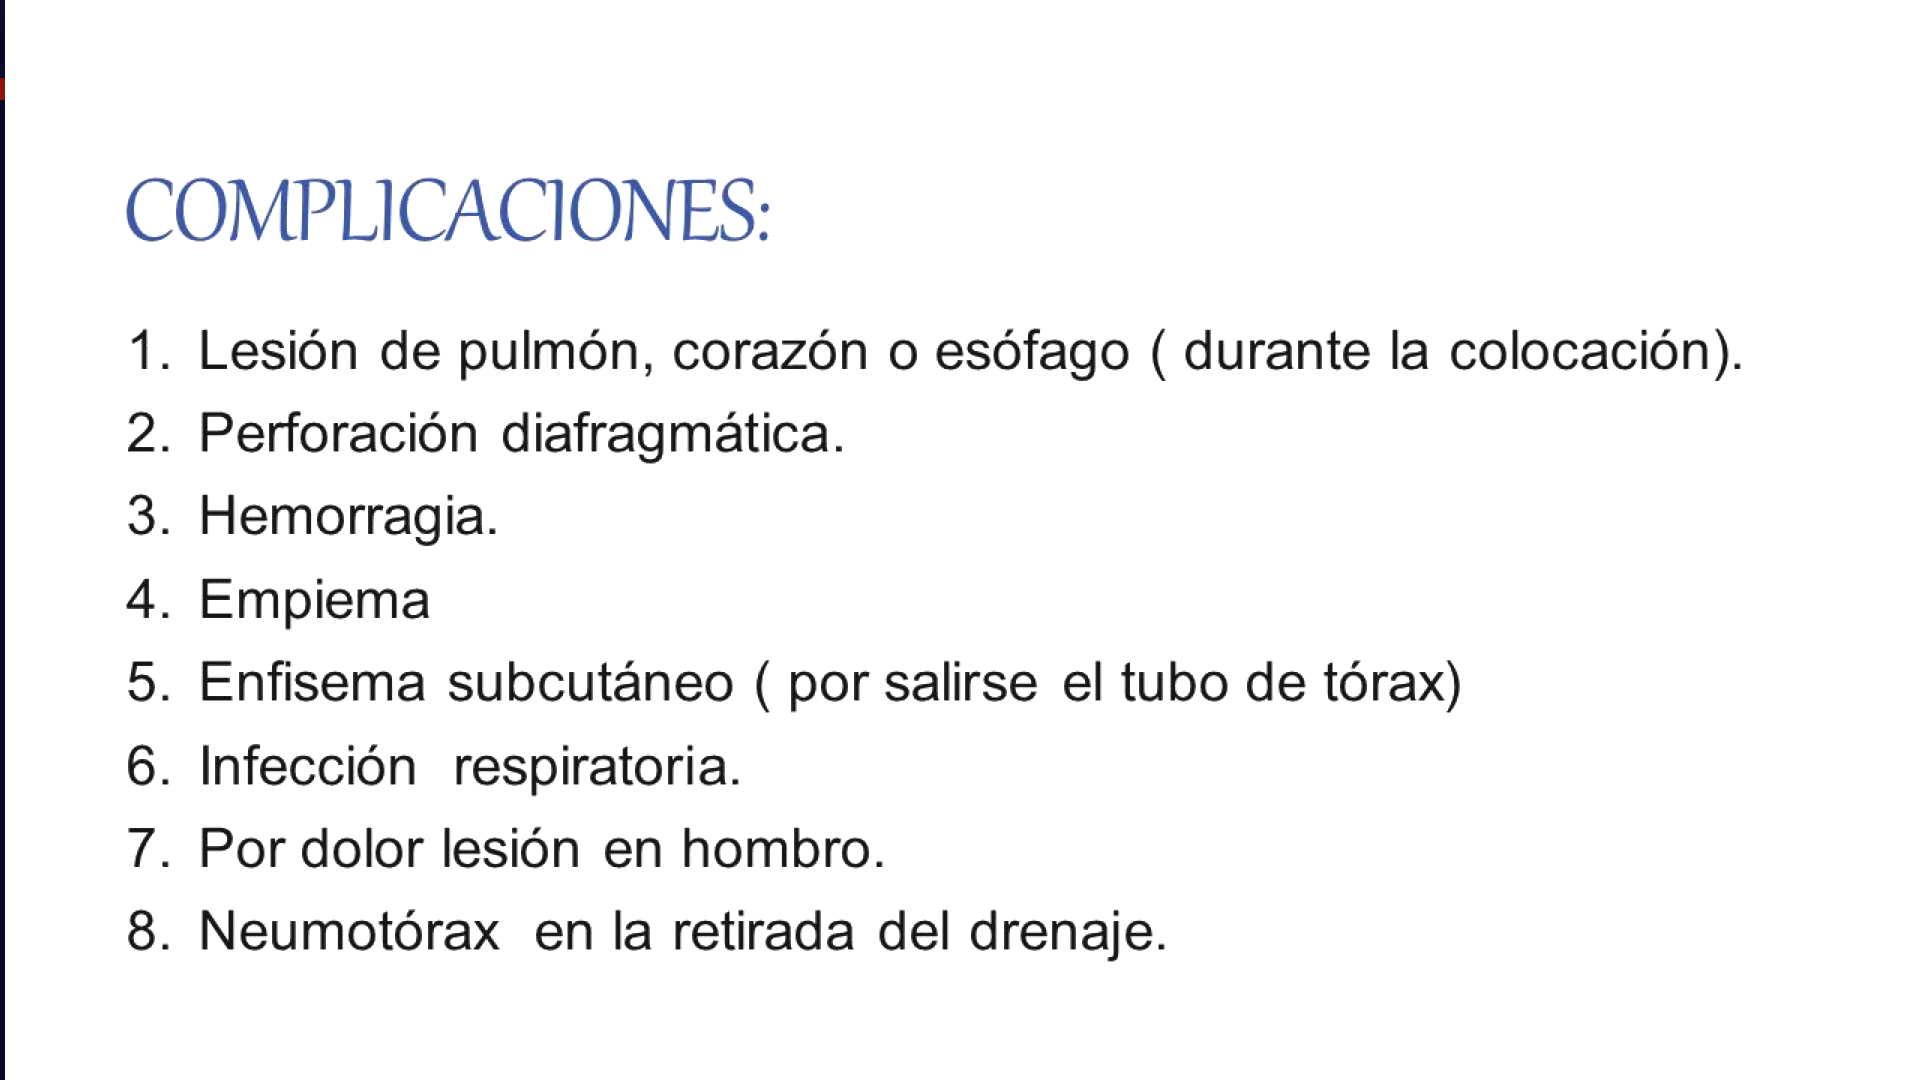 COMPLICACIONES:
1. Lesión de pulmón, corazón o esófago ( durante la colocación).
2. Perforación diafragmática.
3. Hemorragia.
4. Empiema
5. Enfisema subcutáneo ( por salirse el tubo de tórax)
6. Infección respiratoria.
7. Por dolor lesión en hombro.
8. Neumotórax en la retirada del drenaje.